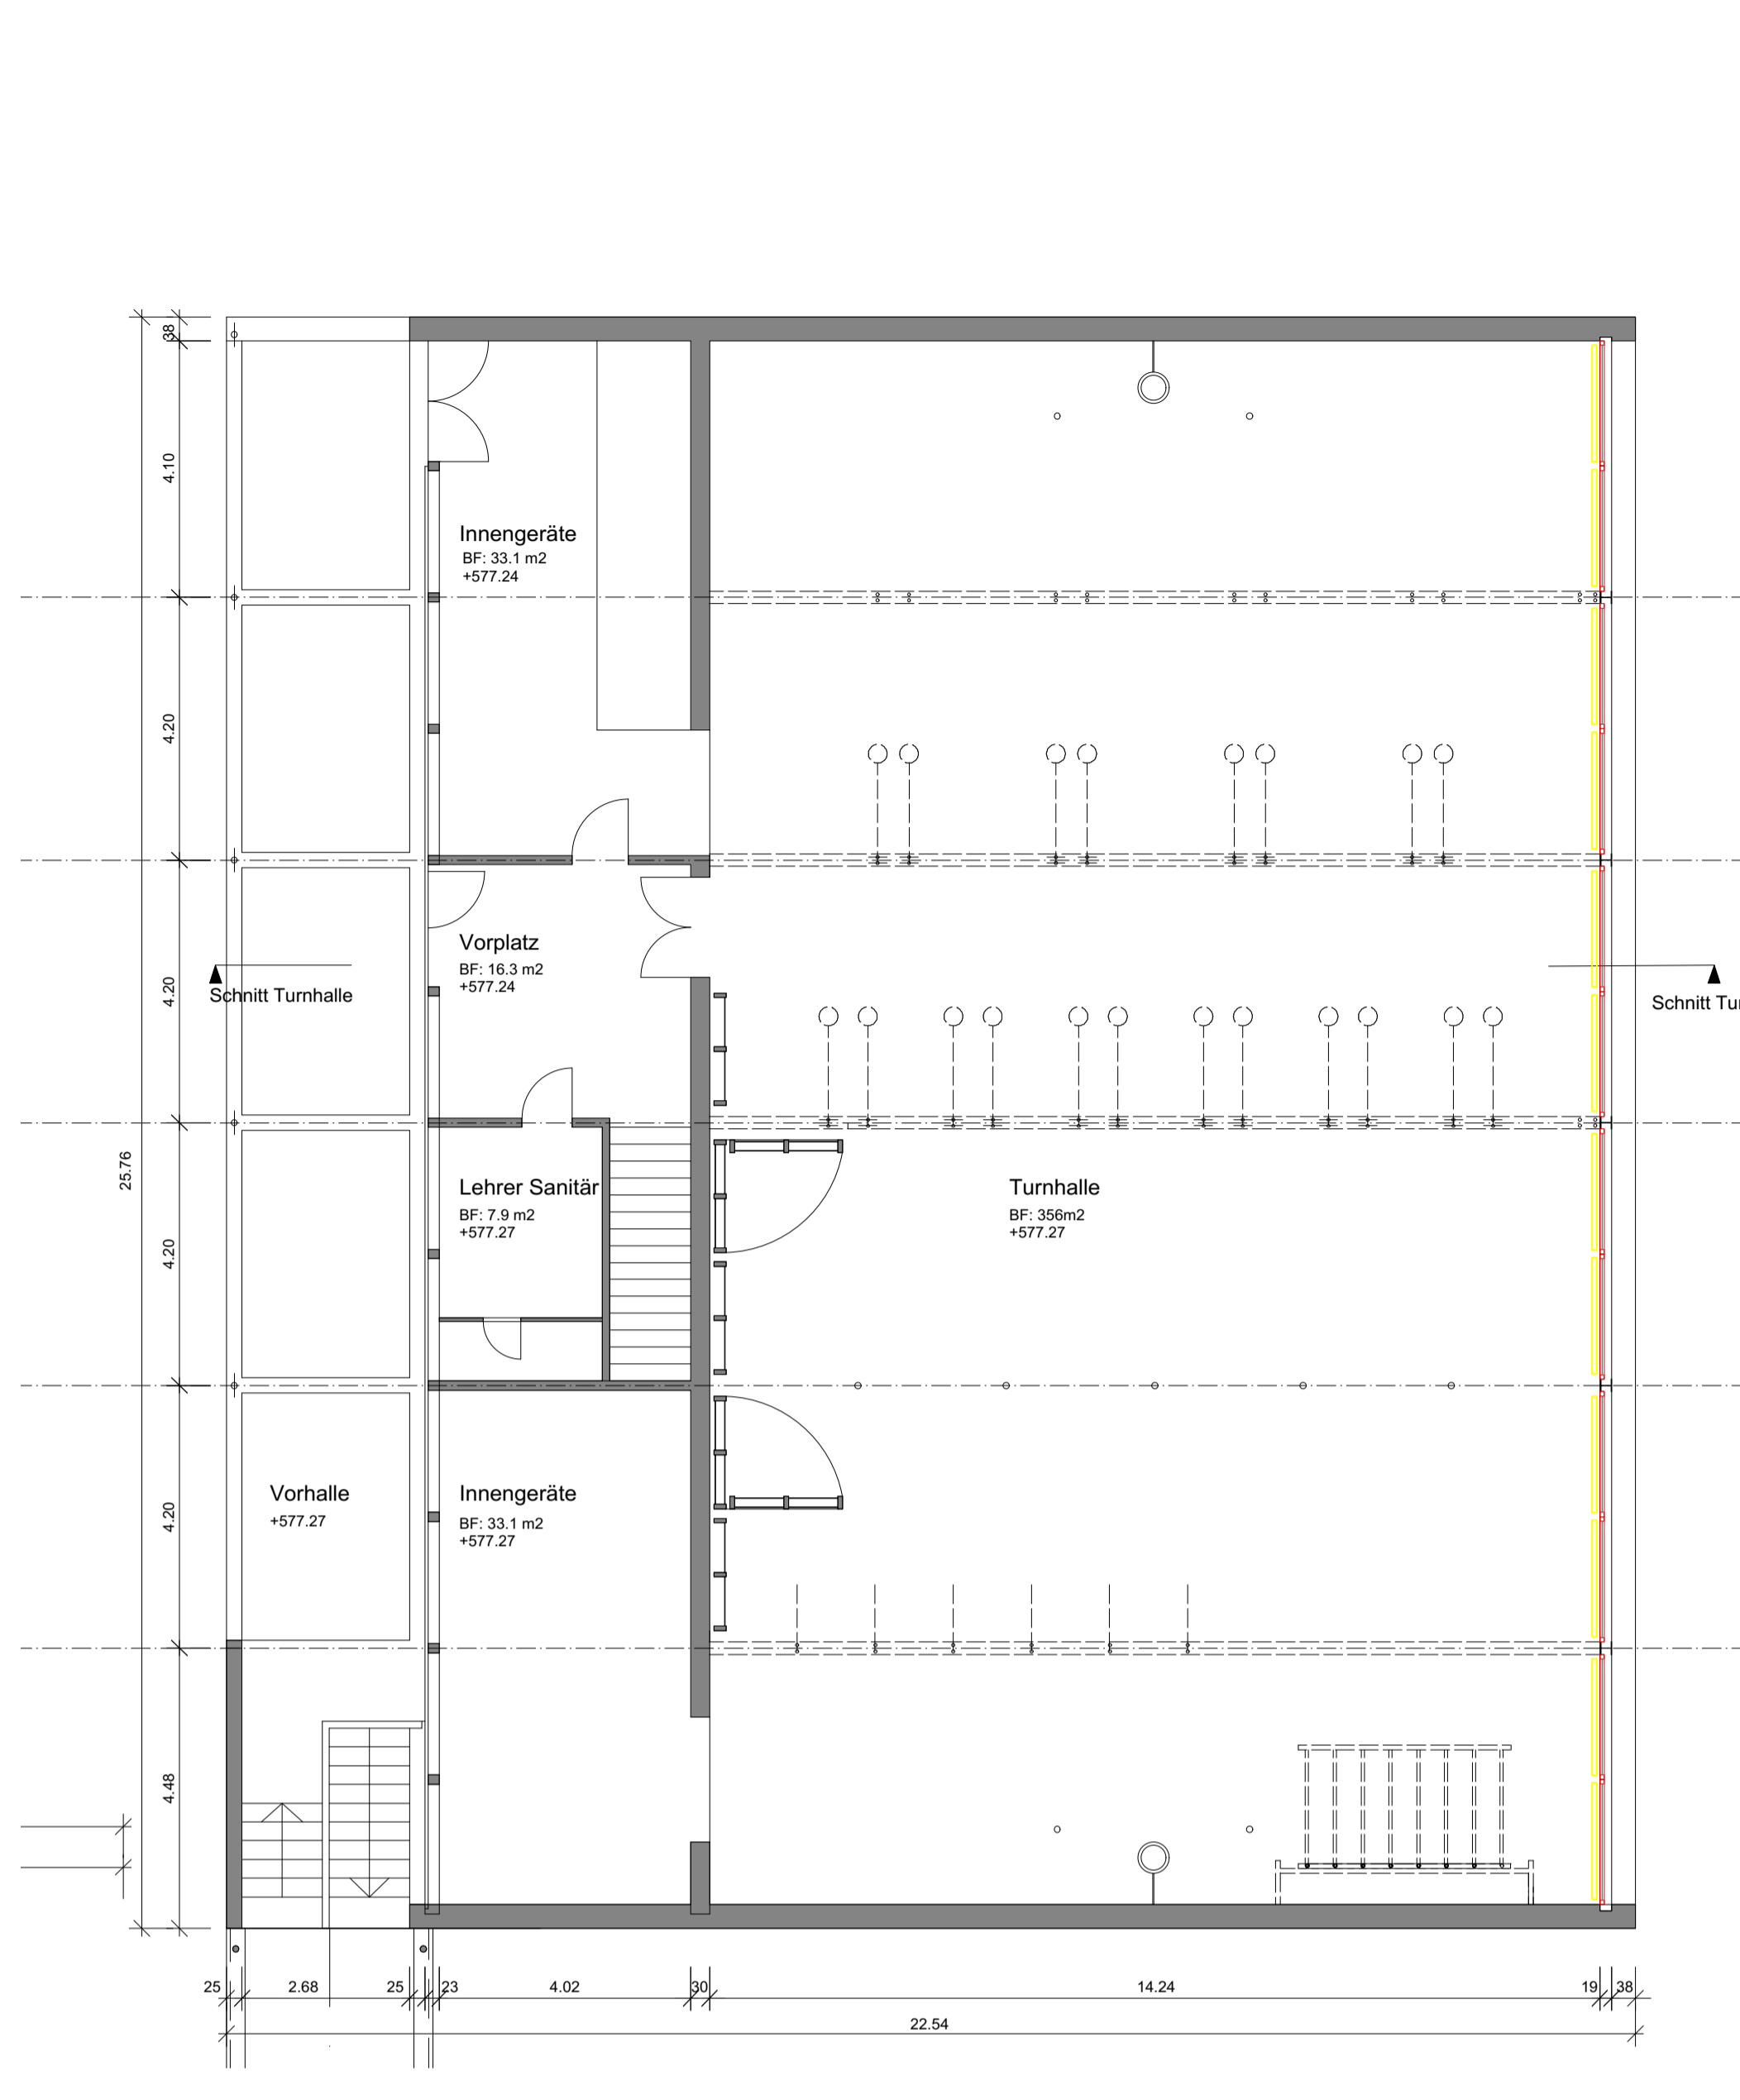 38
4.10
Innengeräte
BF: 33.1 m2
+577.24
4.20
Vorplatz
BF: 16.3 m2
+577.24
4.20
Schnitt Turnhalle
Schnitt Tur
25.76
Lehrer Sanitär
BF: 7.9 m2
+577.27
Turnhalle
BF: 356m2
+577.27
4.20
Vorhalle
+577.27
Innengeräte
BF: 33.1 m2
+577.27
4.20
4.48
25 2.68 25 23 4.02 30 14.24 19 38
22.54